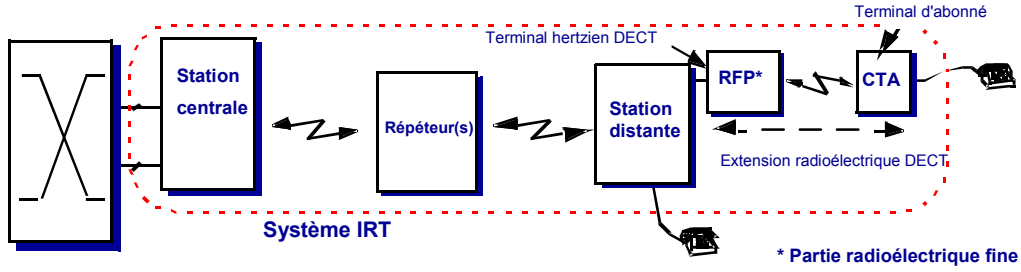 Terminal d'abonné
Terminal hertzien DECT
Station
centrale
RFP*
CTA
Répéteur(s)
Station
distante
Extension radioélectrique DECT
Système IRT
* Partie radioélectrique fine